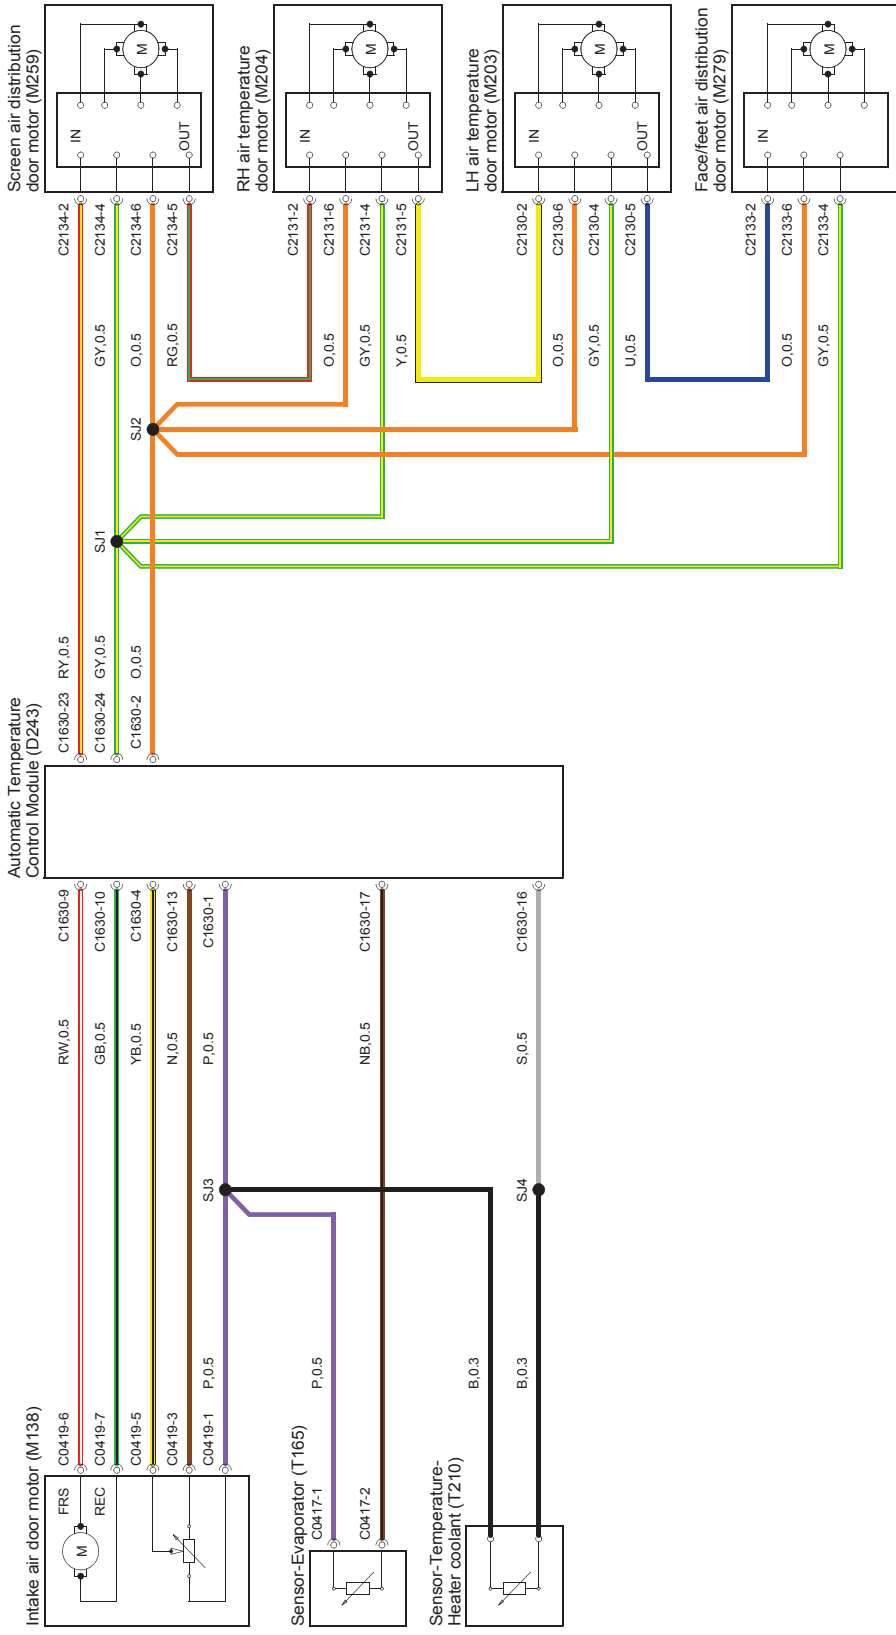 Screen air distribution
door motor (M259)
IN
OUT
M
C2134-2
C2134-4
C2134-6
C2134-5
GY,0.5
O,0.5
RG,0.5
RH air temperature
door motor (M204)
IN
OUT
M
C2131-2
C2131-6
C2131-4
C2131-5
O,0.5
GY,0.5
Y,0.5
LH air temperature
door motor (M203)
IN
OUT
M
C2130-2
C2130-6
C2130-4
C2130-5
O,0.5
GY,0.5
U,0.5
Face/feet air distribution
door motor (M279)
IN
M
C2133-2
C2133-6
C2133-4
O,0.5
GY,0.5
SJ2
SJ1
RY,0.5
GY,0.5
O,0.5
C1630-23
C1630-24
C1630-2
Automatic Temperature
Control Module (D243)
C1630-9
C1630-10
C1630-4
C1630-13
C1630-1
C1630-17
C1630-16
RW,0.5
GB,0.5
YB,0.5
N,0.5
P,0.5
NB,0.5
S,0.5
SJ3
SJ4
P,0.5
P,0.5
B,0.3
B,0.3
Intake air door motor (M138)
C0419-6
C0419-7
C0419-5
C0419-3
C0419-1
FRS
REC
M
Sensor-Evaporator (T165)
C0417-1
C0417-2
Sensor-Temperature-
Heater coolant (T210)